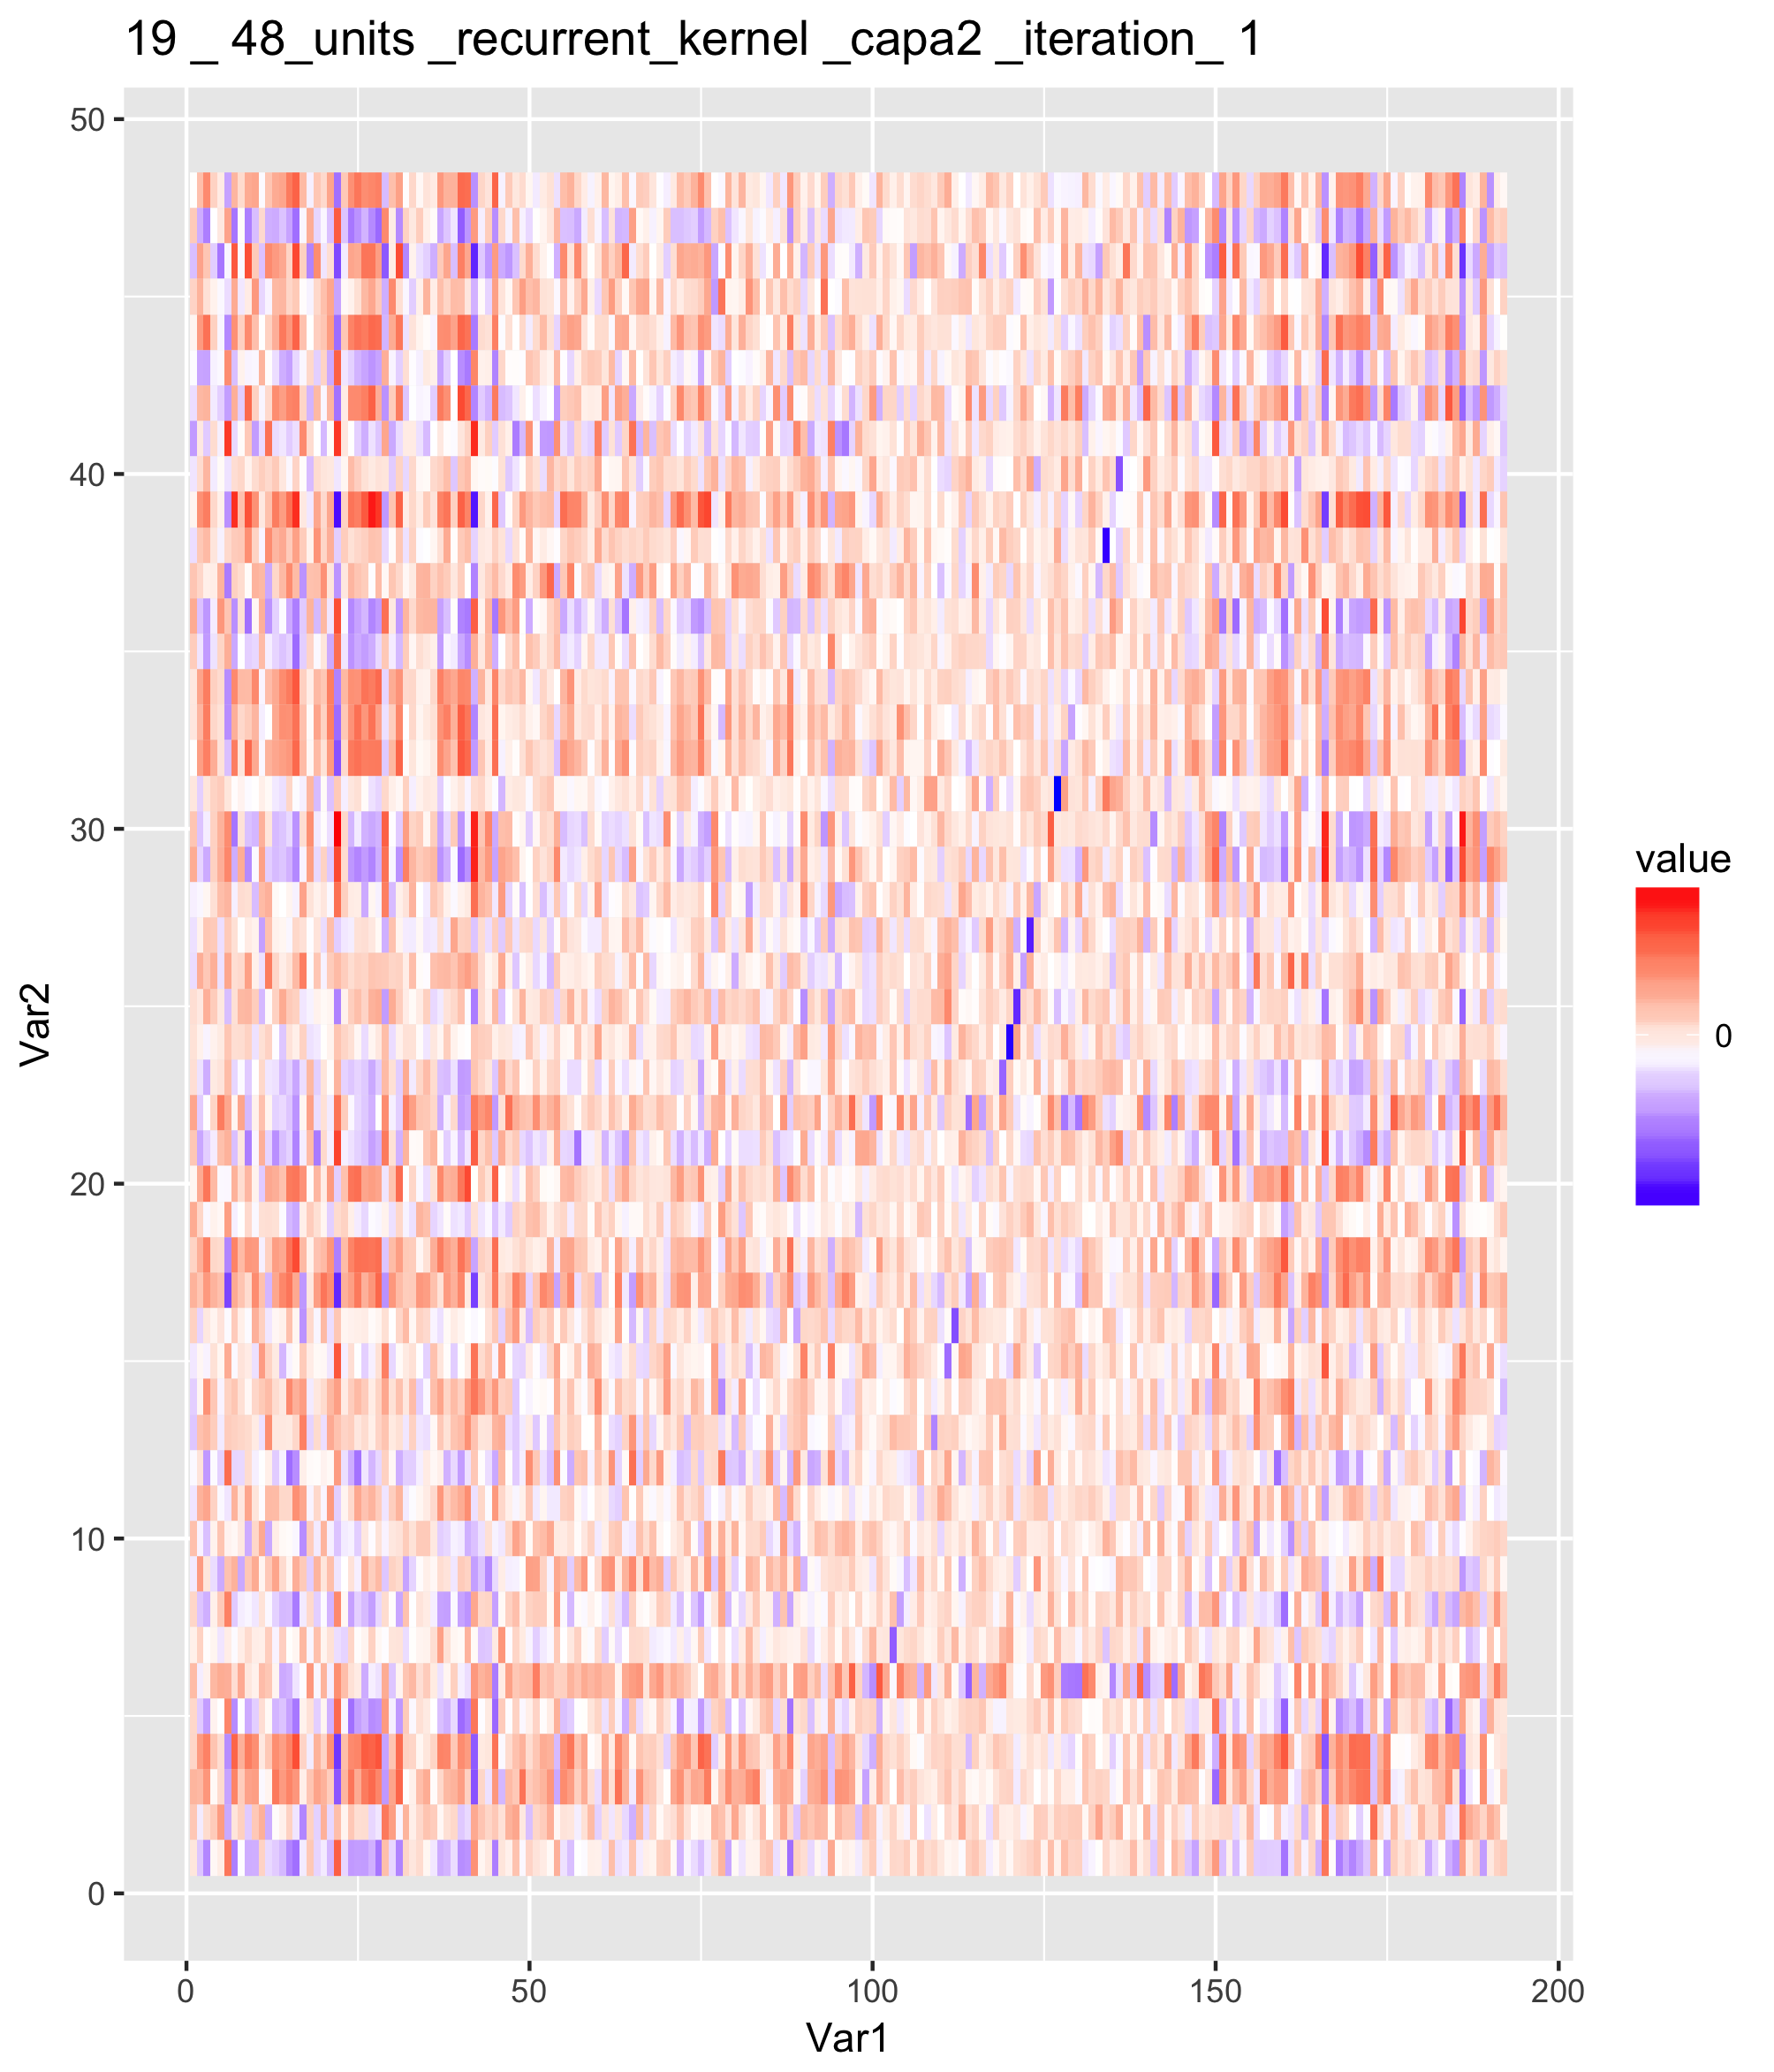 19 _ 48_units _recurrent_kernel _capa2 _iteration_ 1
50
40
30
20
10
0
Var2
0 50 100 150 200
Var1
value
0